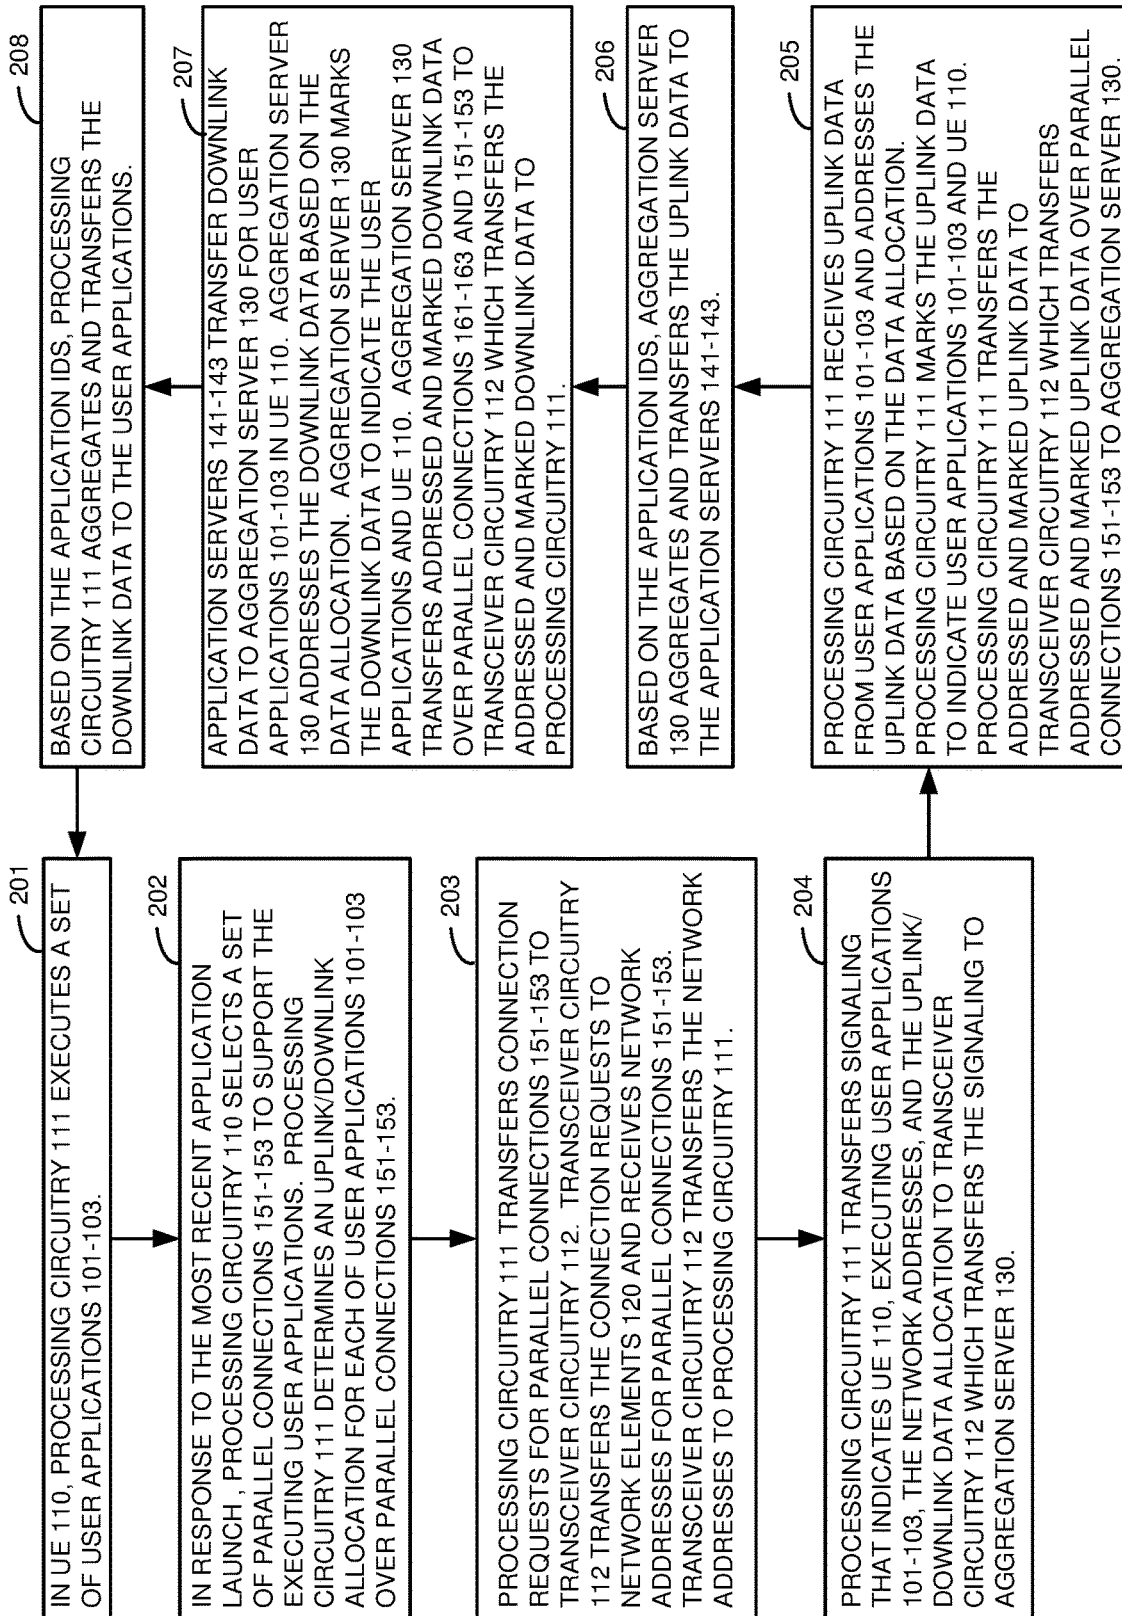 201
IN UE 110, PROCESSING CIRCUITRY 111 EXECUTES A SET
OF USER APPLICATIONS 101-103.
202
IN RESPONSE TO THE MOST RECENT APPLICATION
LAUNCH , PROCESSING CIRCUITRY 110 SELECTS A SET
OF PARALLEL CONNECTIONS 151-153 TO SUPPORT THE
EXECUTING USER APPLICATIONS. PROCESSING
CIRCUITRY 111 DETERMINES AN UPLINK/DOWNLINK
ALLOCATION FOR EACH OF USER APPLICATIONS 101-103
OVER PARALLEL CONNECTIONS 151-153.
203
PROCESSING CIRCUITRY 111 TRANSFERS CONNECTION
REQUESTS FOR PARALLEL CONNECTIONS 151-153 TO
TRANSCEIVER CIRCUITRY 112. TRANSCEIVER CIRCUITRY
112 TRANSFERS THE CONNECTION REQUESTS TO
NETWORK ELEMENTS 120 AND RECEIVES NETWORK
ADDRESSES FOR PARALLEL CONNECTIONS 151-153.
TRANSCEIVER CIRCUITRY 112 TRANSFERS THE NETWORK
ADDRESSES TO PROCESSING CIRCUITRY 111.
204
PROCESSING CIRCUITRY 111 TRANSFERS SIGNALING
THAT INDICATES UE 110, EXECUTING USER APPLICATIONS
101-103, THE NETWORK ADDRESSES, AND THE UPLINK/
DOWNLINK DATA ALLOCATION TO TRANSCEIVER
CIRCUITRY 112 WHICH TRANSFERS THE SIGNALING TO
AGGREGATION SERVER 130.
205
PROCESSING CIRCUITRY 111 RECEIVES UPLINK DATA
FROM USER APPLICATIONS 101-103 AND ADDRESSES THE
UPLINK DATA BASED ON THE DATA ALLOCATION.
PROCESSING CIRCUITRY 111 MARKS THE UPLINK DATA
TO INDICATE USER APPLICATIONS 101-103 AND UE 110.
PROCESSING CIRCUITRY 111 TRANSFERS THE
ADDRESSED AND MARKED UPLINK DATA TO
TRANSCEIVER CIRCUITRY 112 WHICH TRANSFERS
ADDRESSED AND MARKED UPLINK DATA OVER PARALLEL
CONNECTIONS 151-153 TO AGGREGATION SERVER 130.
206
BASED ON THE APPLICATION IDS, AGGREGATION SERVER
130 AGGREGATES AND TRANSFERS THE UPLINK DATA TO
THE APPLICATION SERVERS 141-143.
207
APPLICATION SERVERS 141-143 TRANSFER DOWNLINK
DATA TO AGGREGATION SERVER 130 FOR USER
APPLICATIONS 101-103 IN UE 110. AGGREGATION SERVER
130 ADDRESSES THE DOWNLINK DATA BASED ON THE
DATA ALLOCATION. AGGREGATION SERVER 130 MARKS
THE DOWNLINK DATA TO INDICATE THE USER
APPLICATIONS AND UE 110. AGGREGATION SERVER 130
TRANSFERS ADDRESSED AND MARKED DOWNLINK DATA
OVER PARALLEL CONNECTIONS 161-163 AND 151-153 TO
TRANSCEIVER CIRCUITRY 112 WHICH TRANSFERS THE
ADDRESSED AND MARKED DOWNLINK DATA TO
PROCESSING CIRCUITRY 111.
208
BASED ON THE APPLICATION IDS, PROCESSING
CIRCUITRY 111 AGGREGATES AND TRANSFERS THE
DOWNLINK DATA TO THE USER APPLICATIONS.